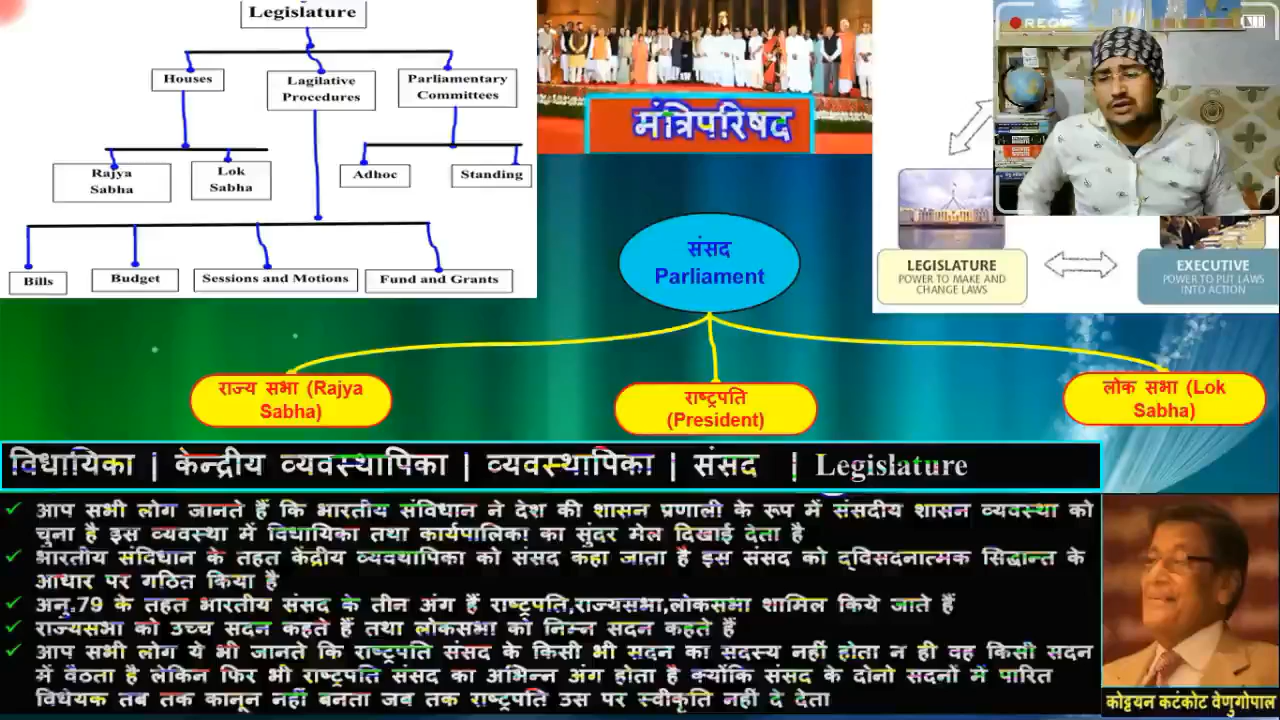 Legislature
Houses
Lagilative
Procedures
Parliamentary
Committees
Rajya
Sabha
Lok
Sabha
Adhoc
Standing
Bills
Budget
Sessions and Motions
Fund and Grants
मंत्रिपरिषद
REC
LEGISLATURE
POWER TO MAKE AND
CHANGE LAWS
EXECUTIVE
POWER TO PUT LAWS
INTO ACTION
संसद
Parliament
राज्य सभा (Rajya
Sabha)
राष्ट्रपति
(President)
लोक सभा (Lok
Sabha)
विधायिका | केन्द्रीय व्यवस्थापिका | व्यवस्थापिका | संसद | Legislature
आप सभी लोग जानते हैं कि भारतीय संविधान ने देश की शासन प्रणाली के रूप में संसदीय शासन व्यवस्था को
चुना है इस व्यवस्था में विधायिका तथा कार्यपालिका का सुंदर मेल दिखाई देता है
भारतीय संविधान के तहत केंद्रीय व्यवथापिका को संसद कहा जाता है इस संसद को द्विसदनात्मक सिद्धान्त के
आधार पर गठित किया है
अनु.79 के तहत भारतीय संसद के तीन अंग हैं राष्ट्रपति,राज्यसभा,लोकसभा शामिल किये जाते हैं
राज्यसभा को उच्च सदन कहते हैं तथा लोकसभा को निम्न सदन कहते हैं
आप सभी लोग ये भी जानते कि राष्ट्रपति संसद के किसी भी सदन का सदस्य नहीं होता न ही वह किसी सदन
में वैठता है लेकिन फिर भी राष्ट्रपति संसद का अभिन्न अंग होता है क्योंकि संसद के दोनो सदनों में पारित
विधेयक तब तक कानून नहीं बनता जब तक राष्ट्रपति उस पर स्वीकृति नहीं दे देता
कोट्टयन कटंकोट वेणुगोपाल